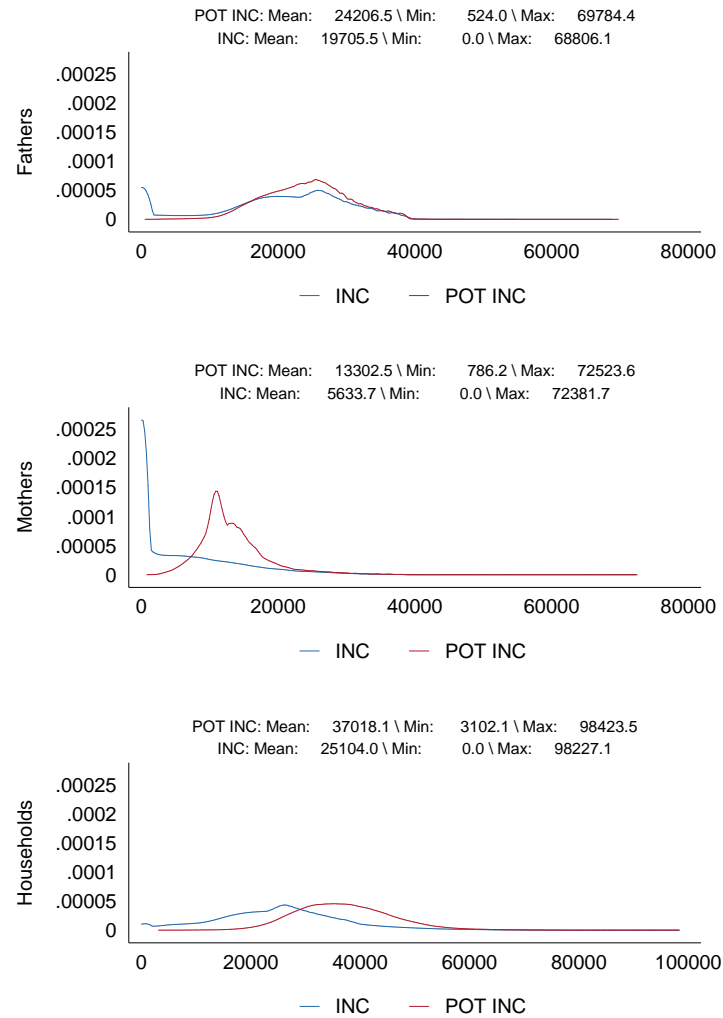 POT INC: Mean: 24206.5 \ Min: 524.0 \ Max: 69784.4
INC: Mean: 19705.5 \ Min: 0.0 \ Max: 68806.1
Fathers
.00025
.0002
.00015
.0001
.00005
0
0 20000 40000 60000 80000
INC POT INC
POT INC: Mean: 13302.5 \ Min: 786.2 \ Max: 72523.6
INC: Mean: 5633.7 \ Min: 0.0 \ Max: 72381.7
Mothers
.00025
.0002
.00015
.0001
.00005
0
0 20000 40000 60000 80000
INC POT INC
POT INC: Mean: 37018.1 \ Min: 3102.1 \ Max: 98423.5
INC: Mean: 25104.0 \ Min: 0.0 \ Max: 98227.1
Households
.00025
.0002
.00015
.0001
.00005
0
0 20000 40000 60000 80000 100000
INC POT INC